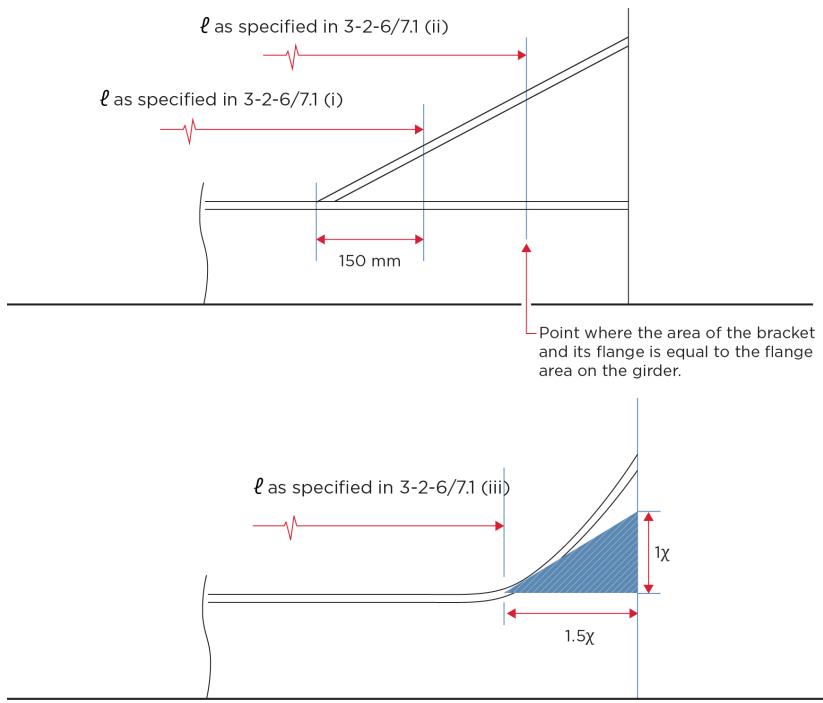 ℓ as specified in 3-2-6/7.1 (ii)
ℓ as specified in 3-2-6/7.1 (i)
150 mm
Point where the area of the bracket
and its flange is equal to the flange
area on the girder.
ℓ as specified in 3-2-6/7.1 (iii)
1χ
1.5χ